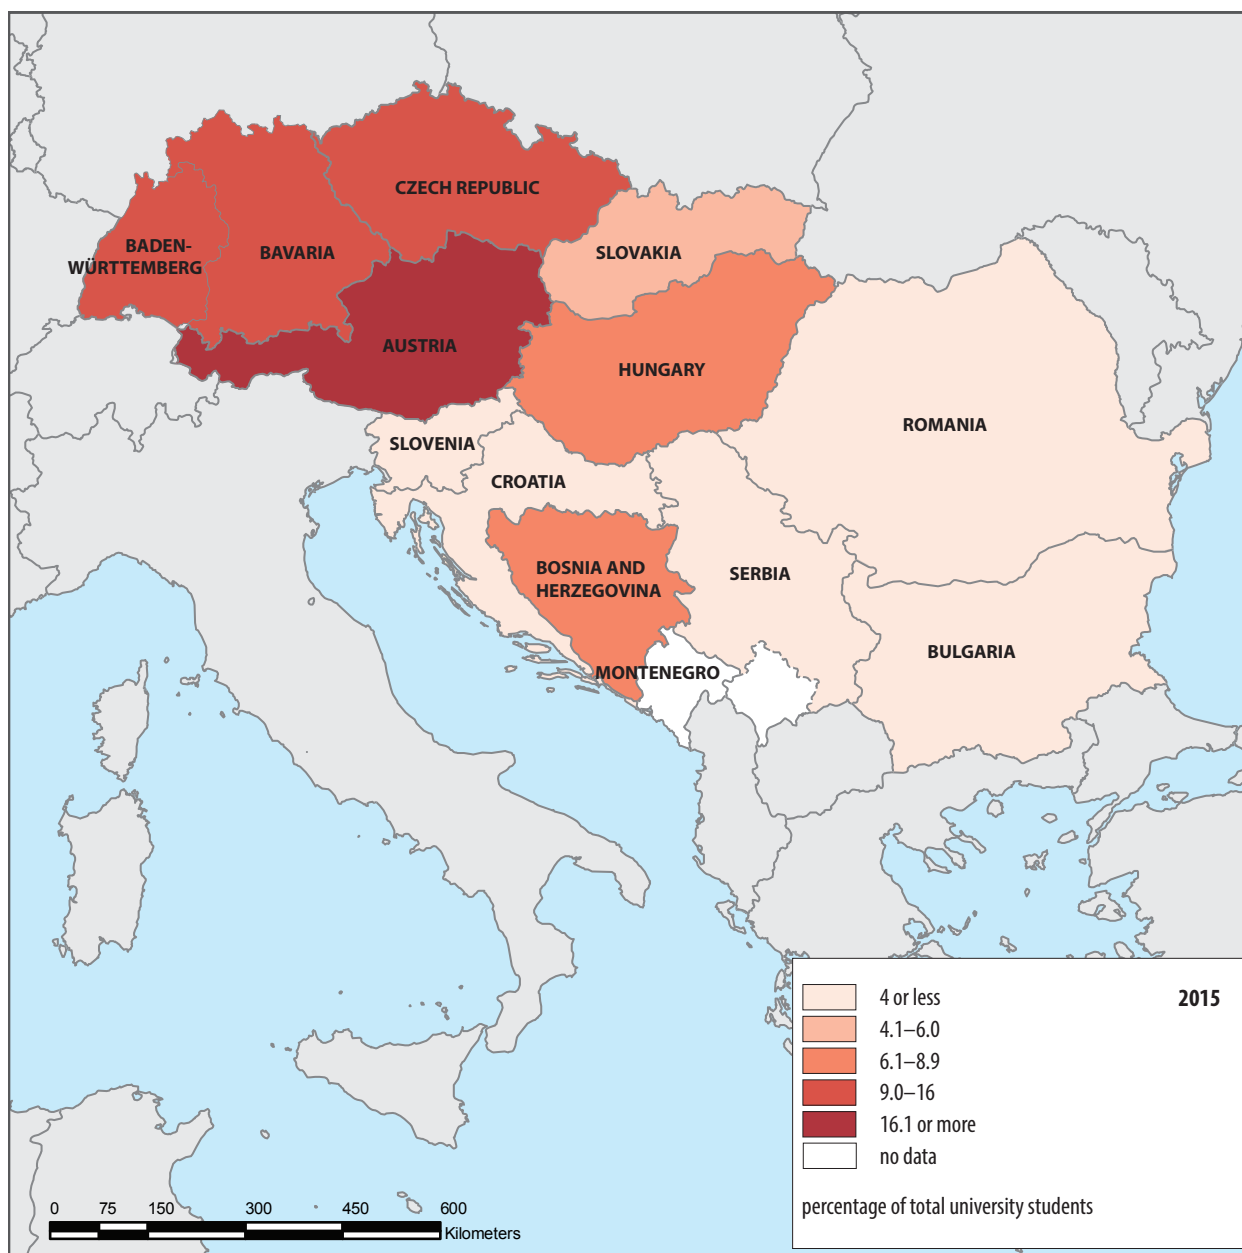 CZECH REPUBLIC
BADEN-
WÜRTTEMBERG
BAVARIA
SLOVAKIA
AUSTRIA
HUNGARY
ROMANIA
SLOVENIA
CROATIA
BOSNIA AND
HERZEGOVINA
SERBIA
BULGARIA
MONTENEGRO
4 or less
2015
4.1–6.0
6.1–8.9
9.0–16
16.1 or more
no data
percentage of total university students
0 75 150 300 450 600
Kilometers